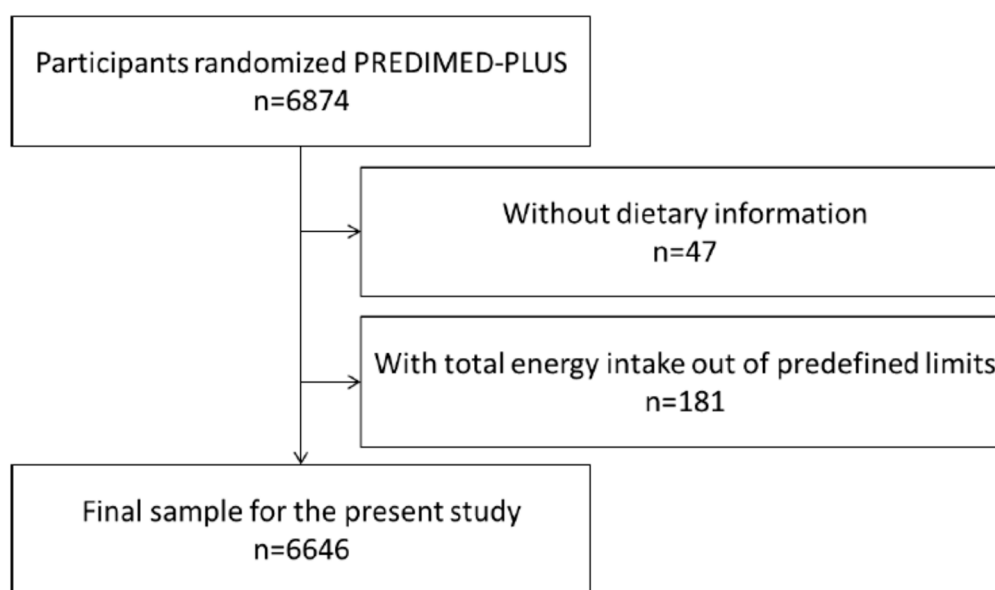 Participants randomized PREDIMED-PLUS
n=6874
Without dietary information
n=47
With total energy intake out of predefined limits
n=181
Final sample for the present study
n=6646